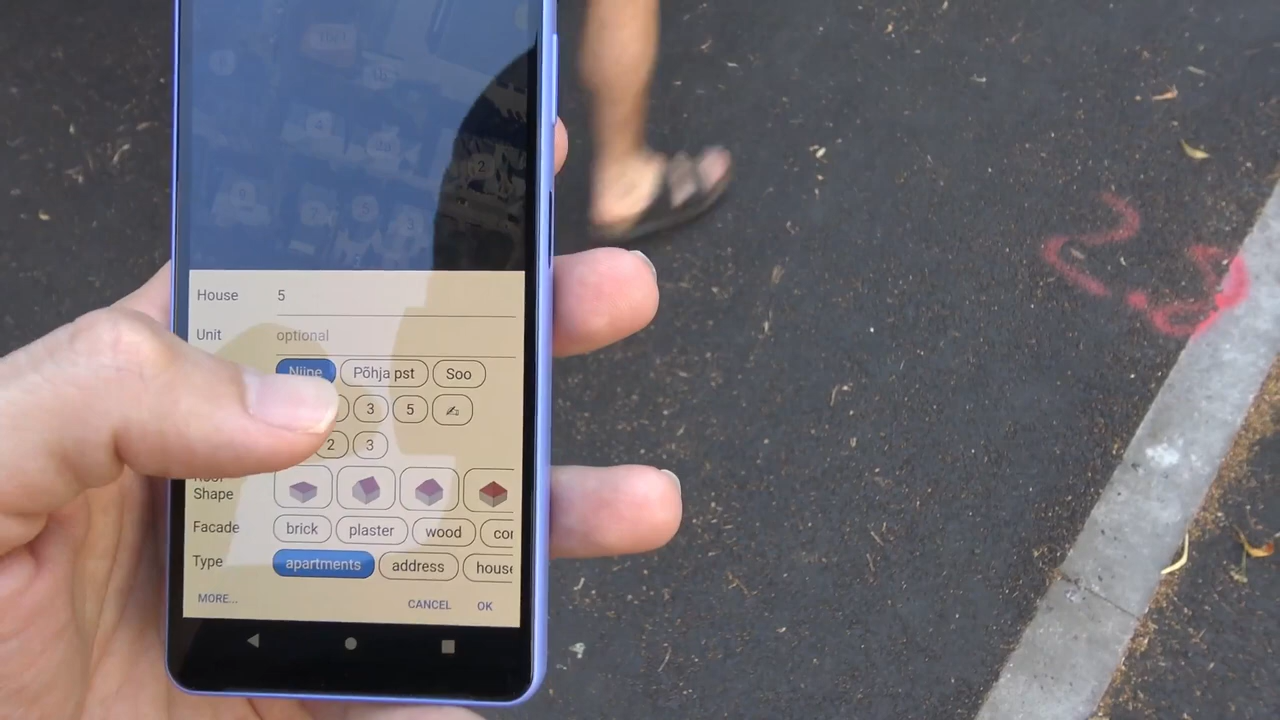 House 5
Unit optional
Niine Põhja pst Soo
3 5
2 3
Shape
Facade brick plaster wood
Type apartments address house
MORE... CANCEL OK